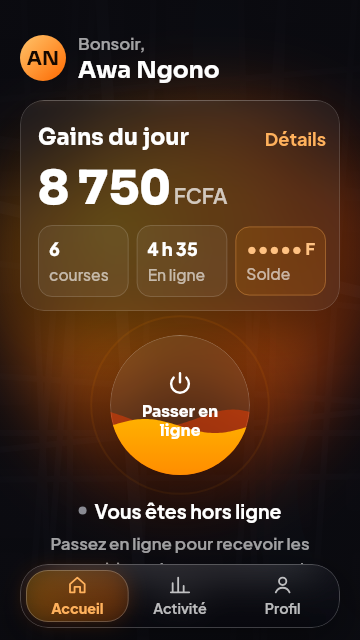 AN
Bonsoir,
Awa Ngono
Gains du jour
Détails
8 750 FCFA
6
courses
4 h 35
En ligne
••••• F
Solde
Passer en
ligne
Vous êtes hors ligne
Passez en ligne pour recevoir les
Accueil
Activité
Profil